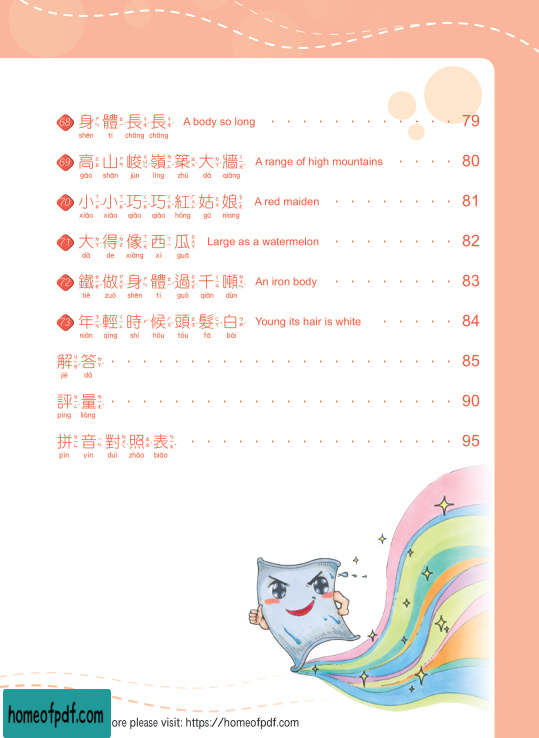 68 身體長長 A body so long 79
shēn tǐ cháng cháng
69 高山峻嶺築大牆 A range of high mountains 80
gāo shān jùn lǐng zhú dà qiáng
70 小小巧巧紅姑娘 A red maiden 81
xiǎo xiǎo qiǎo qiǎo hóng gū niang
71 大得像西瓜 Large as a watermelon 82
dà de xiàng xī guā
72 鐵做身體過千噸 An iron body 83
tiě zuò shēn tǐ guò qiān dùn
73 年輕時候頭髮白 Young its hair is white 84
nián qīng shí hòu tóu fǎ bái
解答 85
jiě dá
評量 90
píng liáng
拼音對照表 95
pīn yīn duì zhào biǎo
homeofpdf.com ore please visit: https://homeofpdf.com